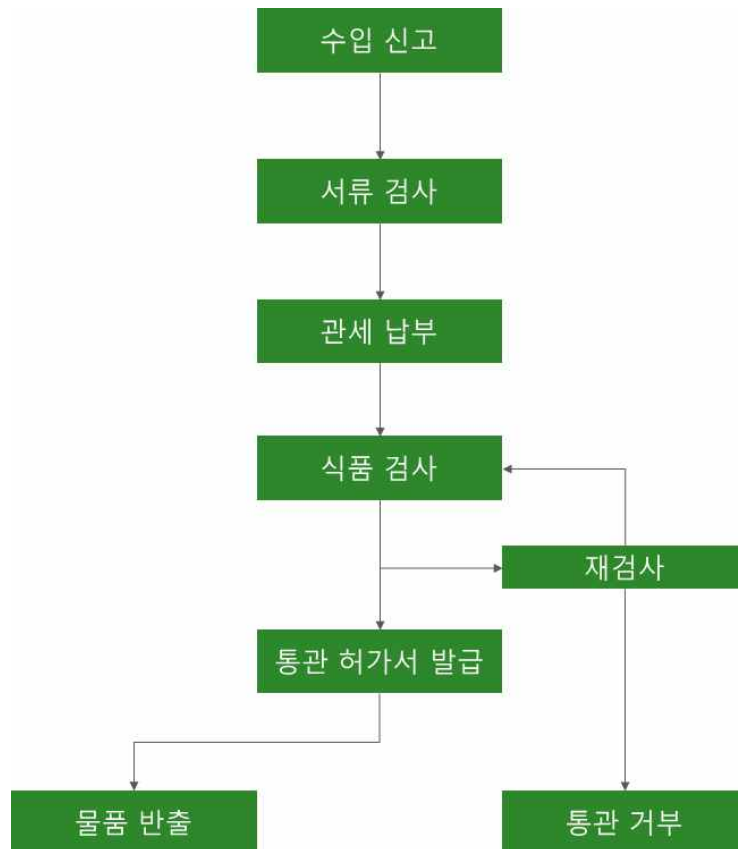 수입 신고
서류 검사
관세 납부
식품 검사
재검사
통관 허가서 발급
물품 반출
통관 거부